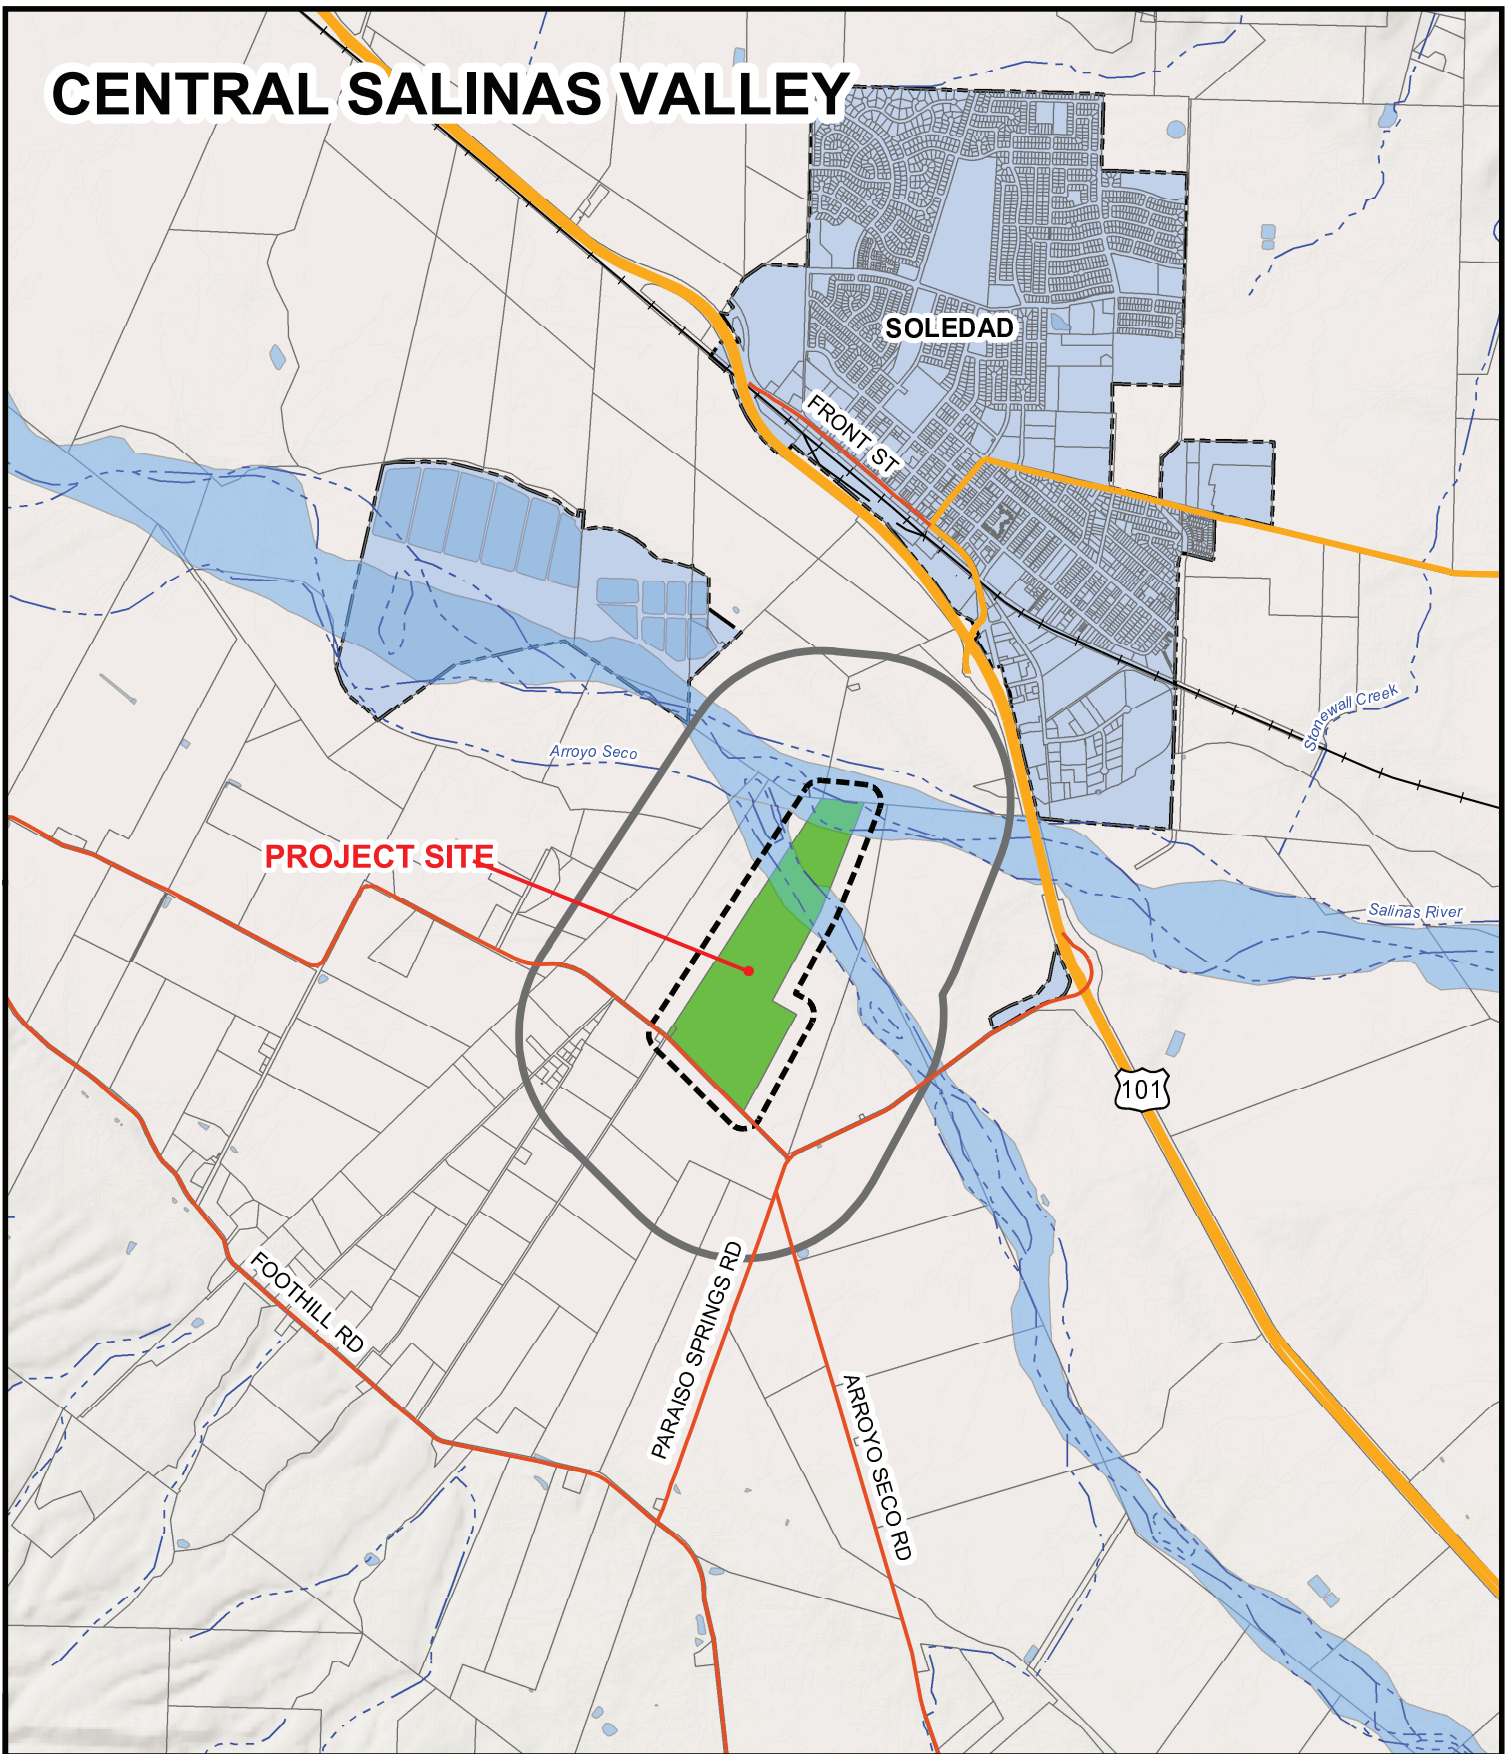 CENTRAL SALINAS VALLEY
SOLEDAD
FRONT ST
Stonewall Creek
Arroyo Seco
PROJECT SITE
Salinas River
101
FOOTHILL RD
PARAISO SPRINGS RD
ARROYO SECO RD